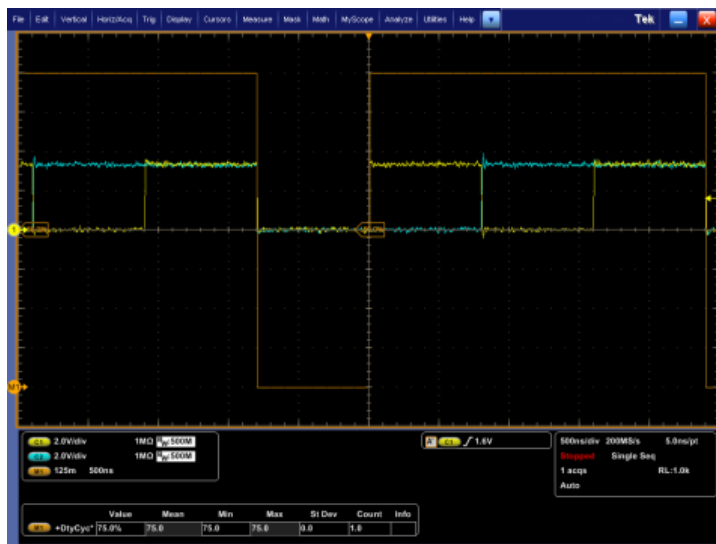 File Edit Vertical Horiz/Acq Trig Display Cursors Measure Mask Math MyScope Analyze Utilities Help Tek X
1
M1
C1 2.0V/div 1MΩ BW:500M
C2 2.0V/div 1MΩ BW:500M
M1 125m 500ns
A' C1 1.6V
500ns/div 200MS/s 5.0ns/pt
Stopped Single Seq
1 acqs RL:1.0k
Auto
Value Mean Min Max St Dev Count Info
M1 +DtyCyc* 75.0% 75.0 75.0 75.0 0.0 1.0